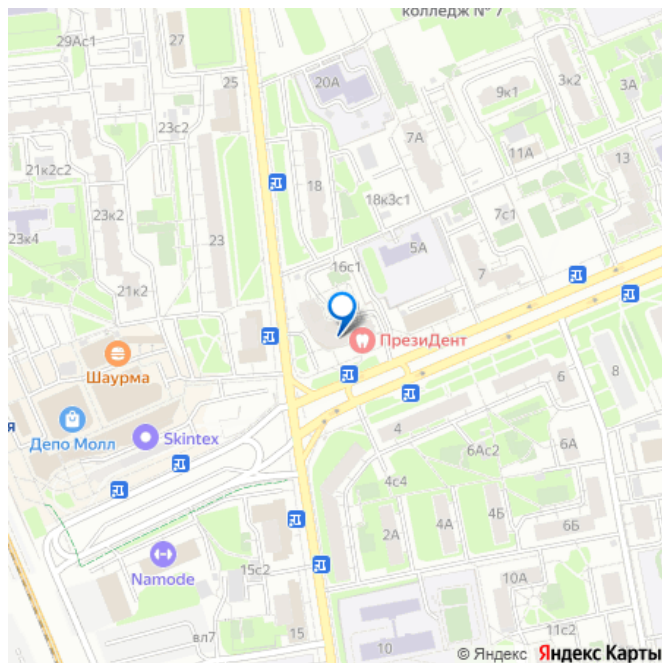 колледж № 7
29Ас1
27
25
20А
3к2
9к1
3А
7А
23с2
11А
13
21к2с2
18
18к3с1
23к2
7с1
23к4
23
5А
16с1
7
21к2
ПрезиДент
Шаурма
6
8
я
Депо Молл
Skintex
4
6Ас2
6А
4с4
4Б
4А
2А
6Б
Namode
15с2
10А
вл7
15
10
11с2
© Яндекс Яндекс Карты